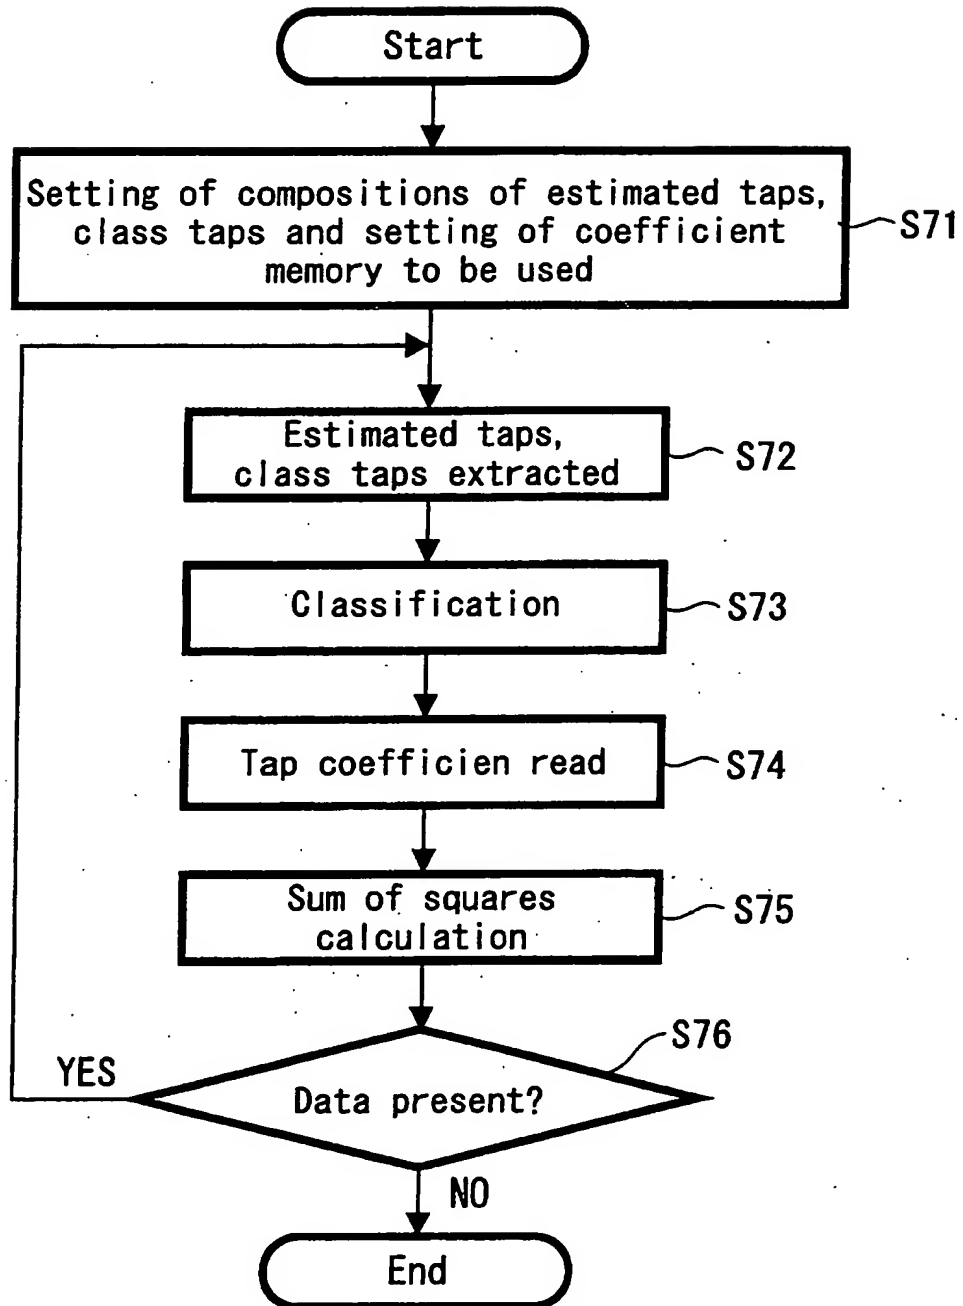 Start
Setting of compositions of estimated taps,
class taps and setting of coefficient
memory to be used
S71
Estimated taps,
class taps extracted
S72
Classification
S73
Tap coefficien read
S74
Sum of squares
calculation
S75
S76
YES
Data present?
NO
End